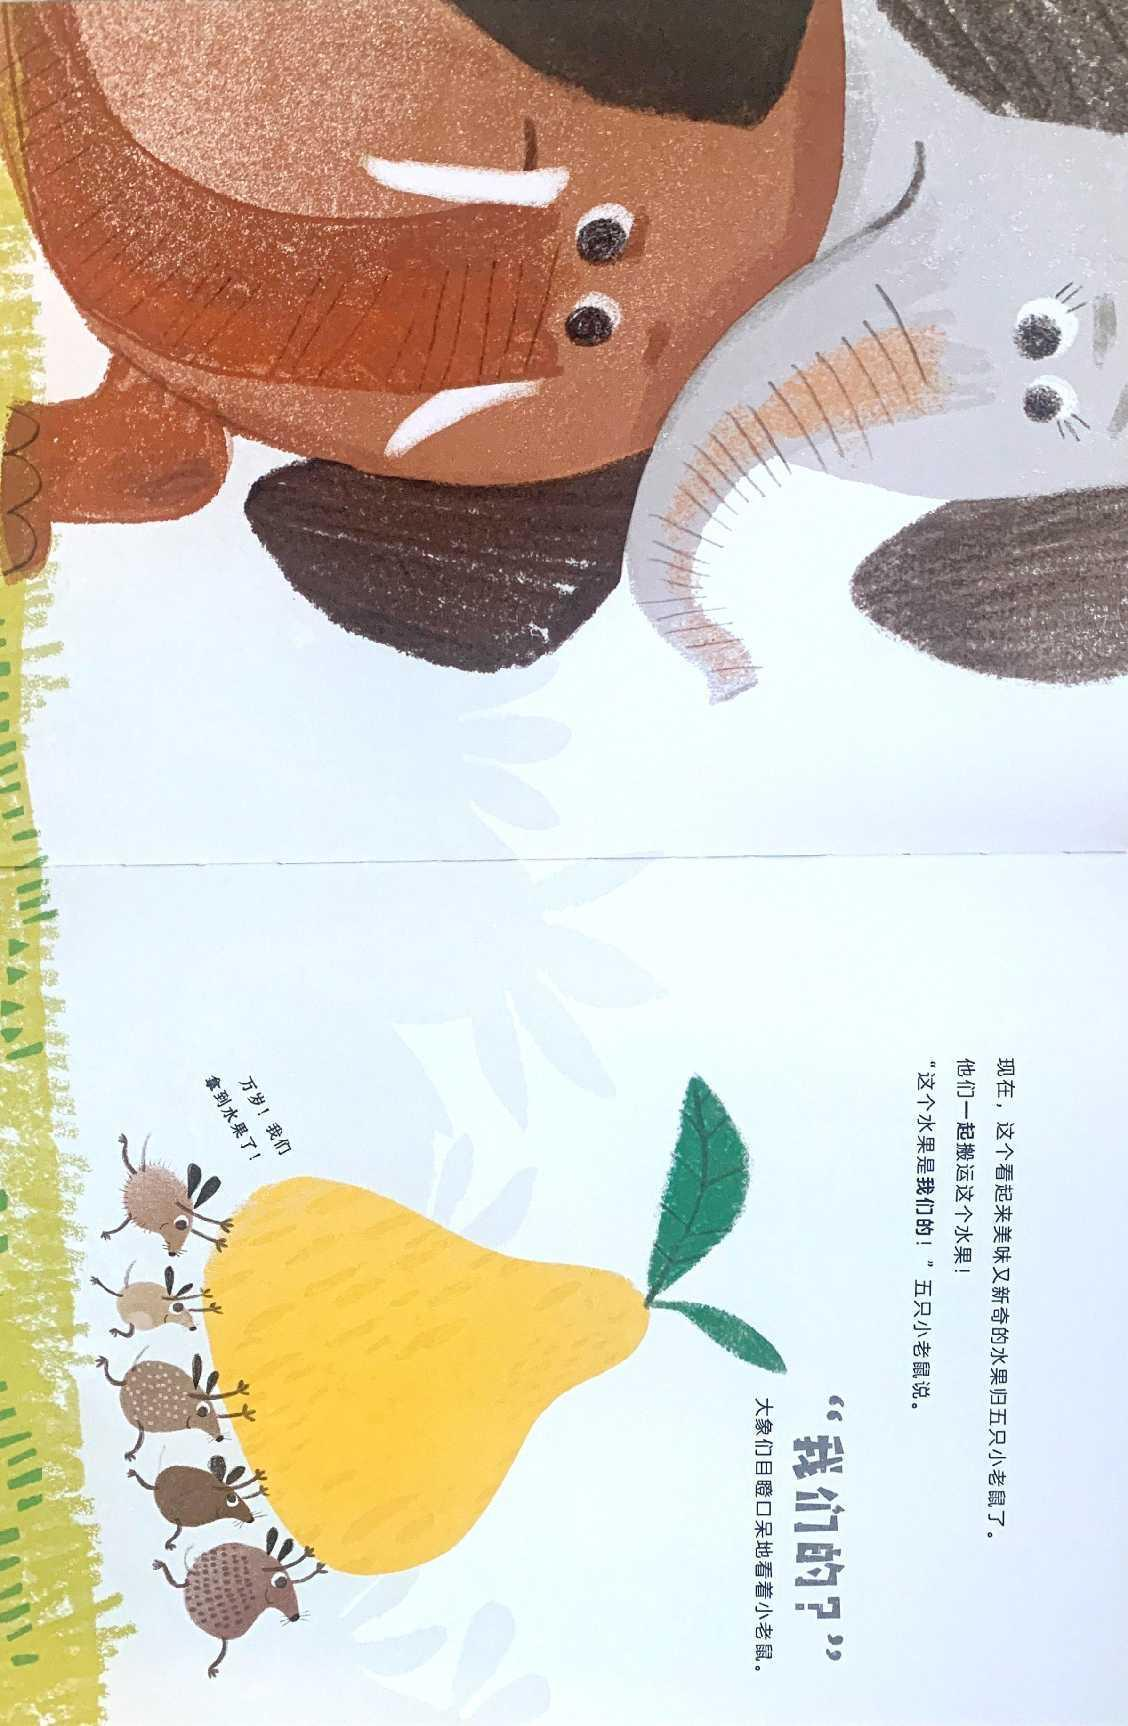 现在，这个看起来美味又新奇的水果归五只小老鼠了。
他们一起搬运这个水果！
“这个水果是我们的！”五只小老鼠说。
“我们的？”
大象们目瞪口呆地看着小老鼠。
万岁！我们
拿到水果了！